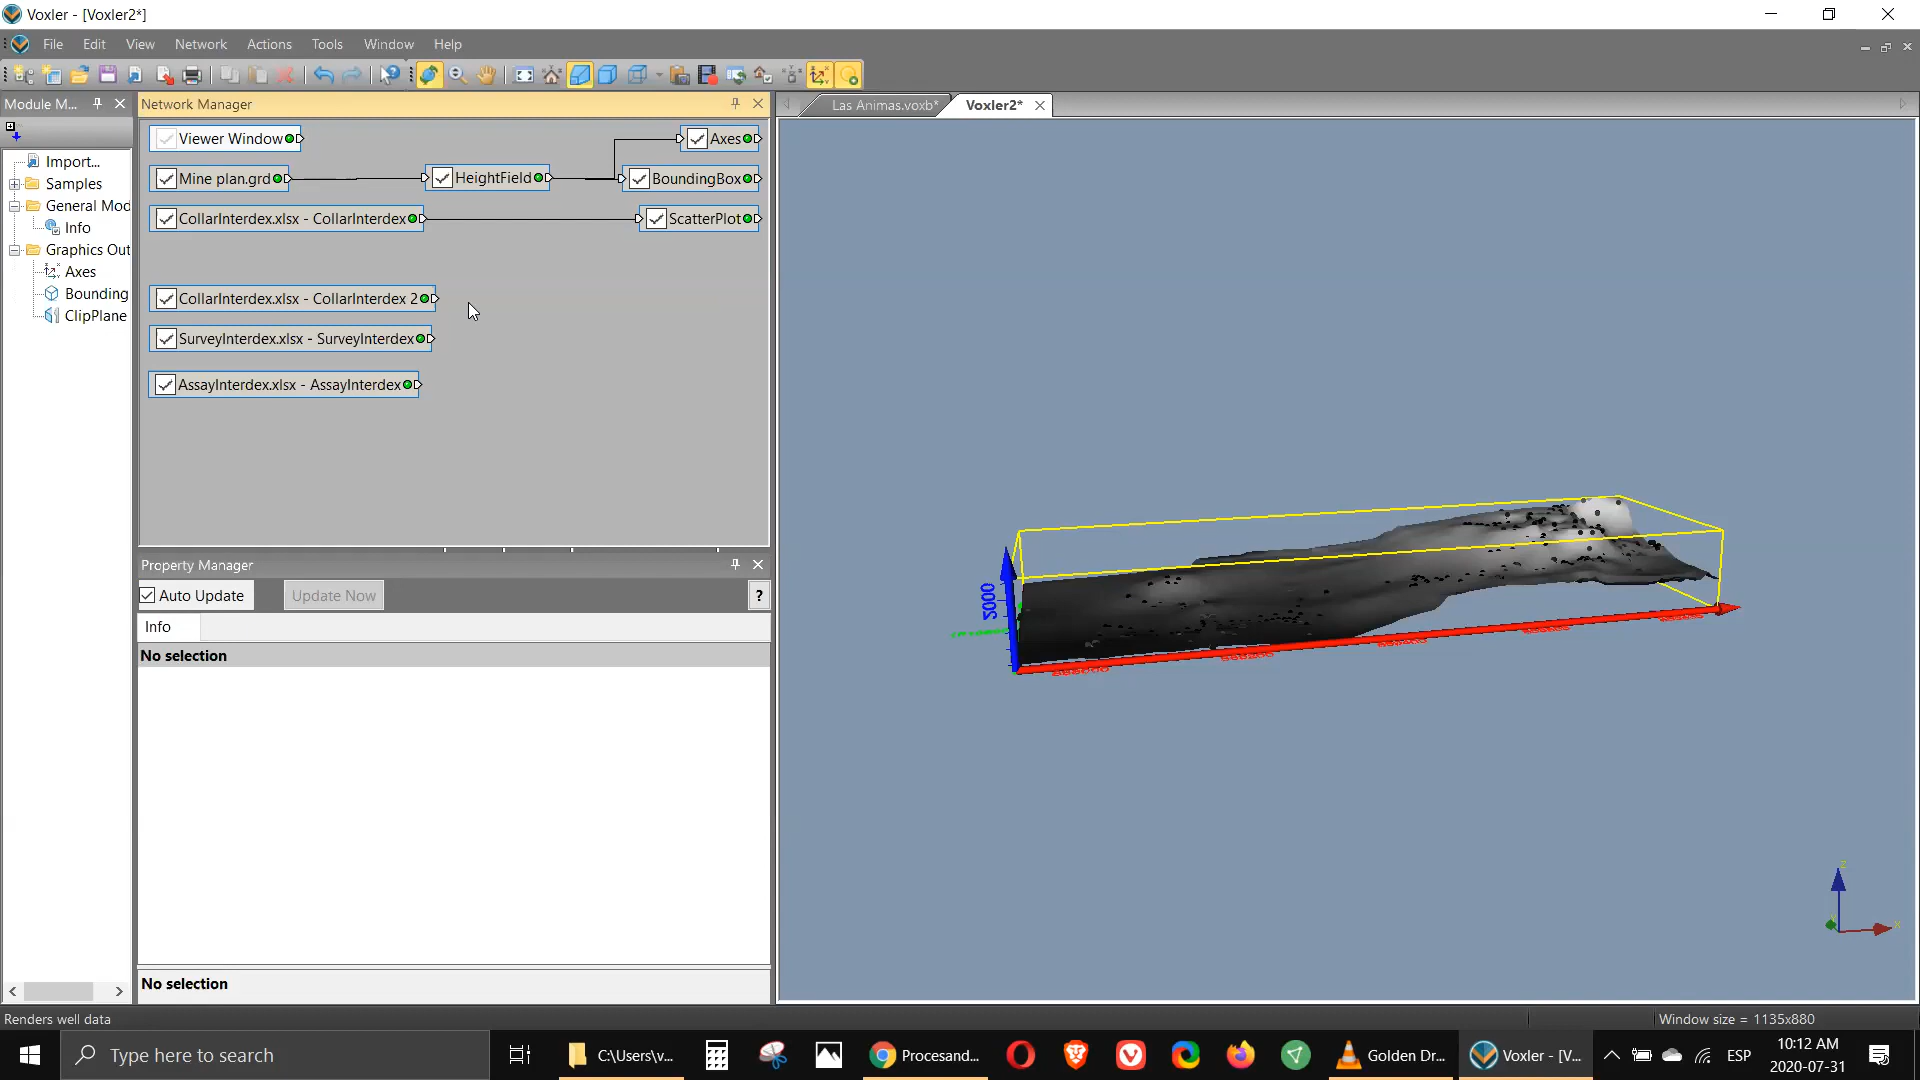 Voxler - [Voxler2*]
File Edit View Network Actions Tools Window Help
Module M...
Import...
Samples
General Mod
Info
Graphics Out
Axes
Bounding
ClipPlane
Network Manager
Viewer Window
Axes
Mine plan.grd
HeightField
BoundingBox
CollarInterdex.xlsx - CollarInterdex
ScatterPlot
CollarInterdex.xlsx - CollarInterdex 2
SurveyInterdex.xlsx - SurveyInterdex
AssayInterdex.xlsx - AssayInterdex
Property Manager
Auto Update
Update Now
?
Info
No selection
No selection
Las Animas.voxb*
Voxler2*
Z
X
Renders well data
Window size = 1135x880
Type here to search
C:\Users\v...
Procesand...
Golden Dr...
Voxler - [V...
ESP
10:12 AM
2020-07-31